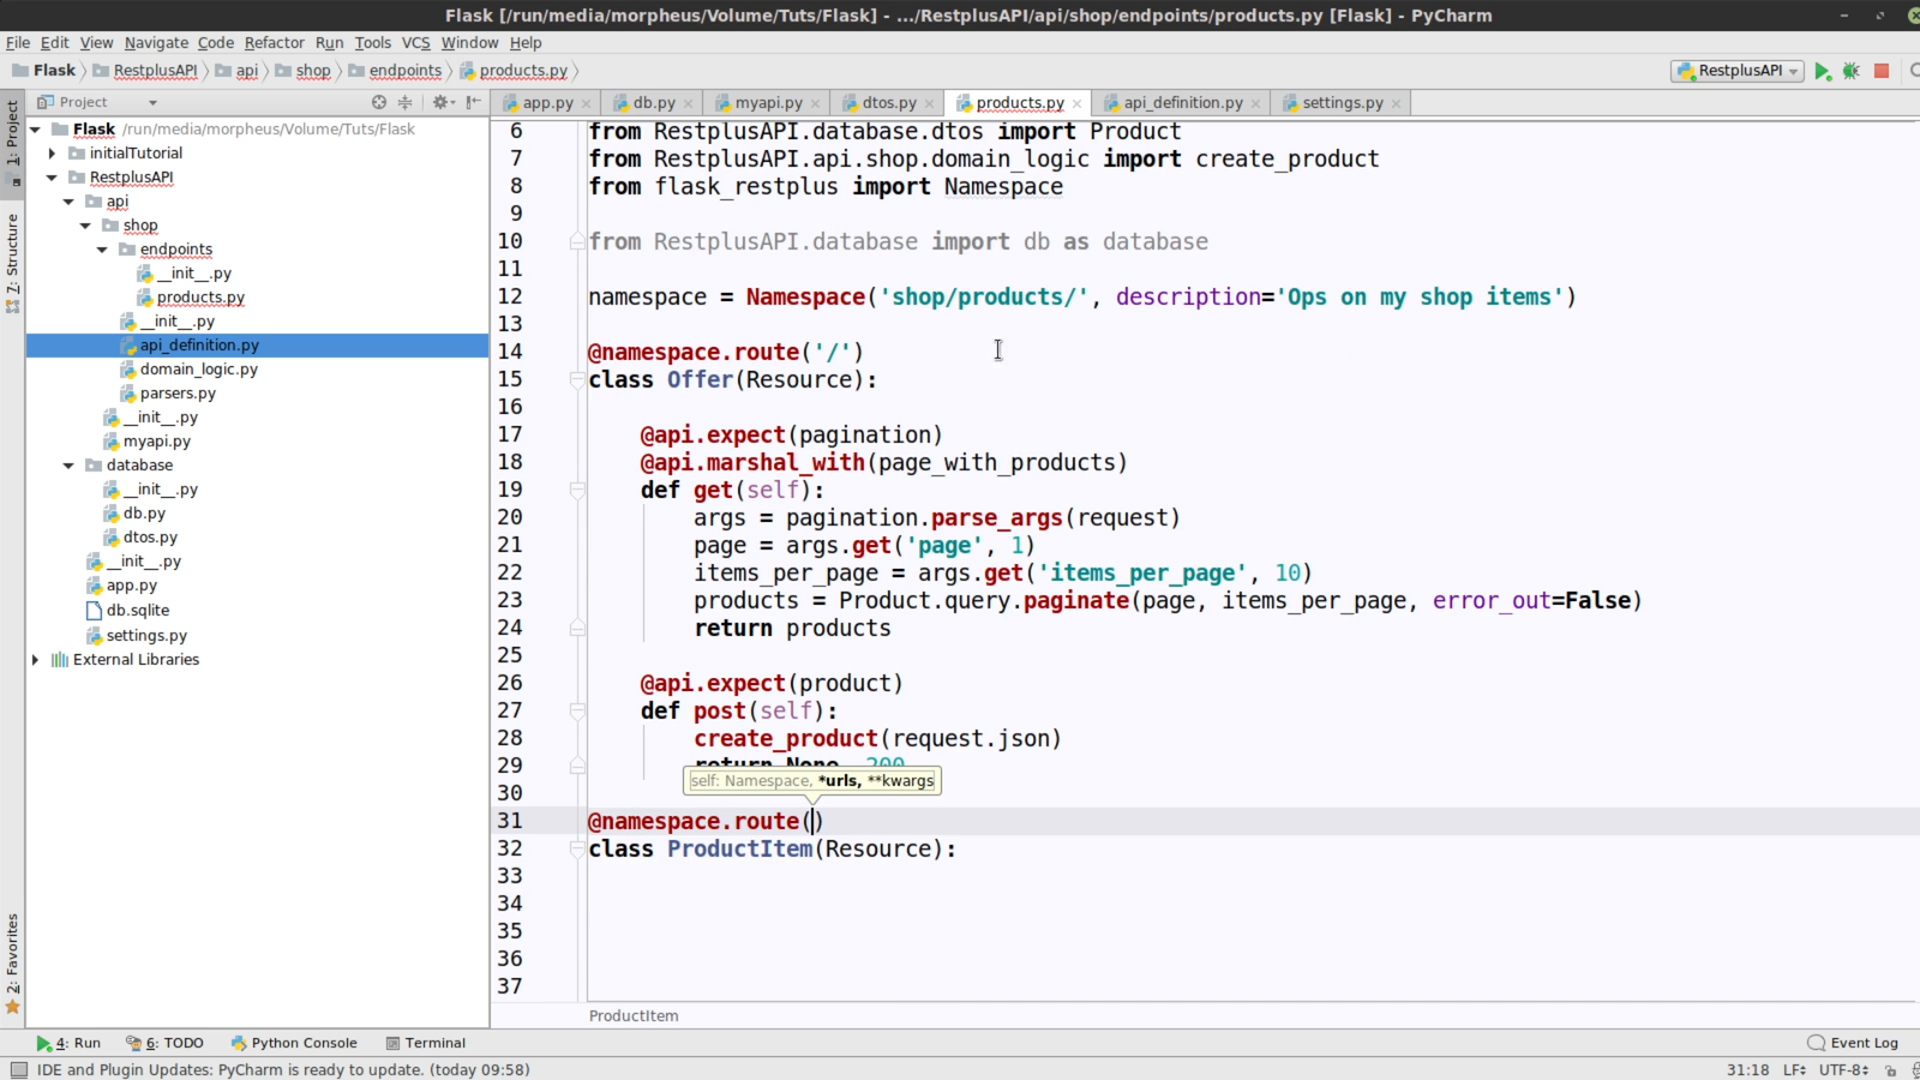 Flask [/run/media/morpheus/Volume/Tuts/Flask] - .../RestplusAPI/api/shop/endpoints/products.py [Flask] - PyCharm
File Edit View Navigate Code Refactor Run Tools VCS Window Help
Flask RestplusAPI api shop endpoints products.py
RestplusAPI
Project
app.py db.py myapi.py dtos.py products.py api_definition.py settings.py
1: Project
7: Structure
2: Favorites
Flask /run/media/morpheus/Volume/Tuts/Flask
initialTutorial
RestplusAPI
api
shop
endpoints
__init__.py
products.py
__init__.py
api_definition.py
domain_logic.py
parsers.py
__init__.py
myapi.py
database
__init__.py
db.py
dtos.py
__init__.py
app.py
db.sqlite
settings.py
External Libraries
6 from RestplusAPI.database.dtos import Product
7 from RestplusAPI.api.shop.domain_logic import create_product
8 from flask_restplus import Namespace
9
10 from RestplusAPI.database import db as database
11
12 namespace = Namespace('shop/products/', description='Ops on my shop items')
13
14 @namespace.route('/')
15 class Offer(Resource):
16
17 @api.expect(pagination)
18 @api.marshal_with(page_with_products)
19 def get(self):
20 args = pagination.parse_args(request)
21 page = args.get('page', 1)
22 items_per_page = args.get('items_per_page', 10)
23 products = Product.query.paginate(page, items_per_page, error_out=False)
24 return products
25
26 @api.expect(product)
27 def post(self):
28 create_product(request.json)
29 return None, 200
self: Namespace, *urls, **kwargs
30
31 @namespace.route()
32 class ProductItem(Resource):
33
34
35
36
37
ProductItem
4: Run 6: TODO Python Console Terminal Event Log
IDE and Plugin Updates: PyCharm is ready to update. (today 09:58) 31:18 LF UTF-8